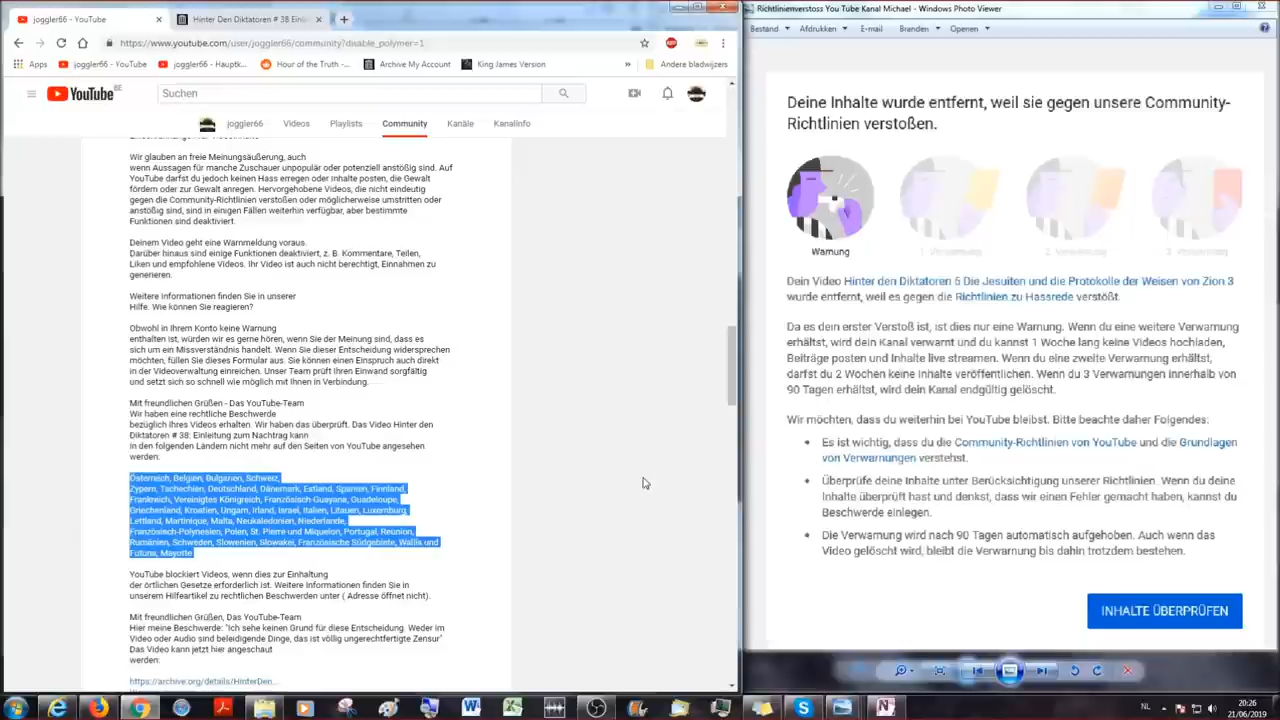 joggler66 - YouTube
Hinter Den Diktatoren # 38 Einl
https://www.youtube.com/user/joggler66/community?disable_polymer=1
Apps
joggler66 - YouTube
joggler66 - Hauptk...
Hour of the Truth -...
Archive My Account
King James Version
»
Andere bladwijzers
YouTube BE
Suchen
joggler66
Videos
Playlists
Community
Kanäle
Kanalinfo
Wir glauben an freie Meinungsäußerung, auch
wenn Aussagen für manche Zuschauer unpopulär oder potenziell anstößig sind. Auf
YouTube darfst du jedoch keinen Hass erregen oder Inhalte posten, die Gewalt
fördern oder zur Gewalt anregen. Hervorgehobene Videos, die nicht eindeutig
gegen die Community-Richtlinien verstoßen oder möglicherweise umstritten oder
anstößig sind, sind in einigen Fällen weiterhin verfügbar, aber bestimmte
Funktionen sind deaktiviert.
Deinem Video geht eine Warnmeldung voraus.
Darüber hinaus sind einige Funktionen deaktiviert, z. B. Kommentare, Teilen,
Liken und empfohlene Videos. Ihr Video ist auch nicht berechtigt, Einnahmen zu
generieren.
Weitere Informationen finden Sie in unserer
Hilfe. Wie können Sie reagieren?
Obwohl in Ihrem Konto keine Warnung
enthalten ist, würden wir es gerne hören, wenn Sie der Meinung sind, dass es
sich um ein Missverständnis handelt. Wenn Sie dieser Entscheidung widersprechen
möchten, füllen Sie dieses Formular aus. Sie können einen Einspruch auch direkt
in der Videoverwaltung einreichen. Unser Team prüft Ihren Einwand sorgfältig
und setzt sich so schnell wie möglich mit Ihnen in Verbindung.
Mit freundlichen Grüßen - Das YouTube-Team
Wir haben eine rechtliche Beschwerde
bezüglich Ihres Videos erhalten. Wir haben das überprüft. Das Video Hinter den
Diktatoren # 38: Einleitung zum Nachtrag kann
in den folgenden Ländern nicht mehr auf den Seiten von YouTube angesehen
werden:
Österreich, Belgien, Bulgarien, Schweiz,
Zypern, Tschechien, Deutschland, Dänemark, Estland, Spanien, Finnland,
Frankreich, Vereinigtes Königreich, Französisch-Guayana, Guadeloupe,
Griechenland, Kroatien, Ungarn, Irland, Israel, Italien, Litauen, Luxemburg,
Lettland, Martinique, Malta, Neukaledonien, Niederlande,
Französisch-Polynesien, Polen, St. Pierre und Miquelon, Portugal, Reunion,
Rumänien, Schweden, Slowenien, Slowakei, Französische Südgebiete, Wallis und
Futuna, Mayotte
YouTube blockiert Videos, wenn dies zur Einhaltung
der örtlichen Gesetze erforderlich ist. Weitere Informationen finden Sie in
unserem Hilfeartikel zu rechtlichen Beschwerden unter ( Adresse öffnet nicht).
Mit freundlichen Grüßen, Das YouTube-Team
Hier meine Beschwerde: "Ich sehe keinen Grund für diese Entscheidung. Weder im
Video oder Audio sind beleidigende Dinge, das ist völlig ungerechtfertigte Zensur"
Das Video kann jetzt hier angeschaut
werden:
https://archive.org/details/HinterDen...
Richtlinienverstoss You Tube Kanal Michael - Windows Photo Viewer
Bestand
Afdrukken
E-mail
Branden
Openen
Deine Inhalte wurde entfernt, weil sie gegen unsere Community-
Richtlinien verstoßen.
Warnung
1. Verwarnung
2. Verwarnung
3. Verwarnung
Dein Video Hinter den Diktatoren 5 Die Jesuiten und die Protokolle der Weisen von Zion 3
wurde entfernt, weil es gegen die Richtlinien zu Hassrede verstößt.
Da es dein erster Verstoß ist, ist dies nur eine Warnung. Wenn du eine weitere Verwarnung
erhältst, wird dein Kanal verwarnt und du kannst 1 Woche lang keine Videos hochladen,
Beiträge posten und Inhalte live streamen. Wenn du eine zweite Verwarnung erhältst,
darfst du 2 Wochen keine Inhalte veröffentlichen. Wenn du 3 Verwarnungen innerhalb von
90 Tagen erhältst, wird dein Kanal endgültig gelöscht.
Wir möchten, dass du weiterhin bei YouTube bleibst. Bitte beachte daher Folgendes:
• Es ist wichtig, dass du die Community-Richtlinien von YouTube und die Grundlagen
von Verwarnungen verstehst.
• Überprüfe deine Inhalte unter Berücksichtigung unserer Richtlinien. Wenn du deine
Inhalte überprüft hast und denkst, dass wir einen Fehler gemacht haben, kannst du
Beschwerde einlegen.
• Die Verwarnung wird nach 90 Tagen automatisch aufgehoben. Auch wenn das
Video gelöscht wird, bleibt die Verwarnung bis dahin trotzdem bestehen.
INHALTE ÜBERPRÜFEN
NL
20:26
21/06/2019